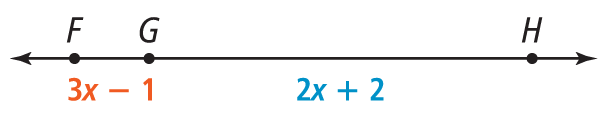 F G H
3x − 1 2x + 2